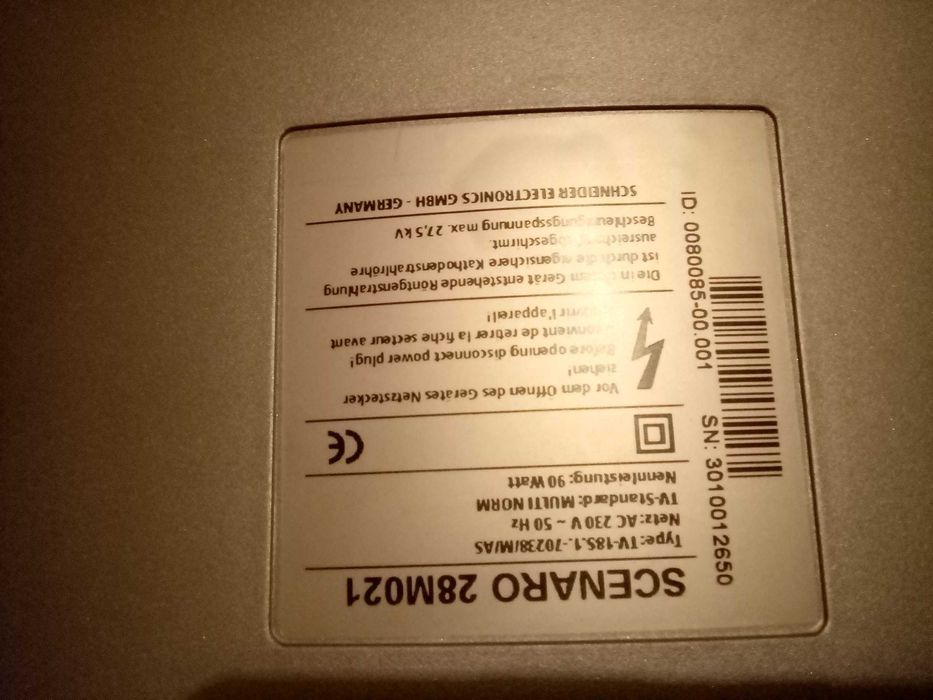 SCENARO 28M021
Type: TV-18S.1.-70238/M/AS
Netz: AC 230 V ~ 50 Hz
TV-Standard: MULTI NORM
Nennleistung: 90 Watt
CE
Vor dem Öffnen des Gerätes Netzstecker
ziehen!
Before opening disconnect power plug!
convient de retirer la fiche secteur avant
l'appareil!
Die in Gerät entstehende Röntgenstrahlung
ist durch die eigensichere Kathodenstrahlröhre
ausreichend abgeschirmt.
Beschleunigungsspannung max. 27,5 kV
SCHNEIDER ELECTRONICS GMBH - GERMANY
ID: 0080085-00.001 SN: 3010012650